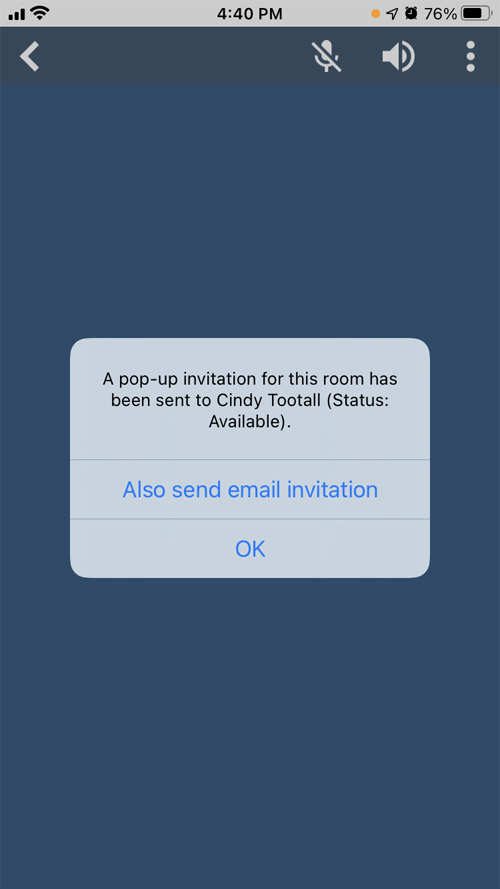 4:40 PM
76%
A pop-up invitation for this room has
been sent to Cindy Tootall (Status:
Available).
Also send email invitation
OK